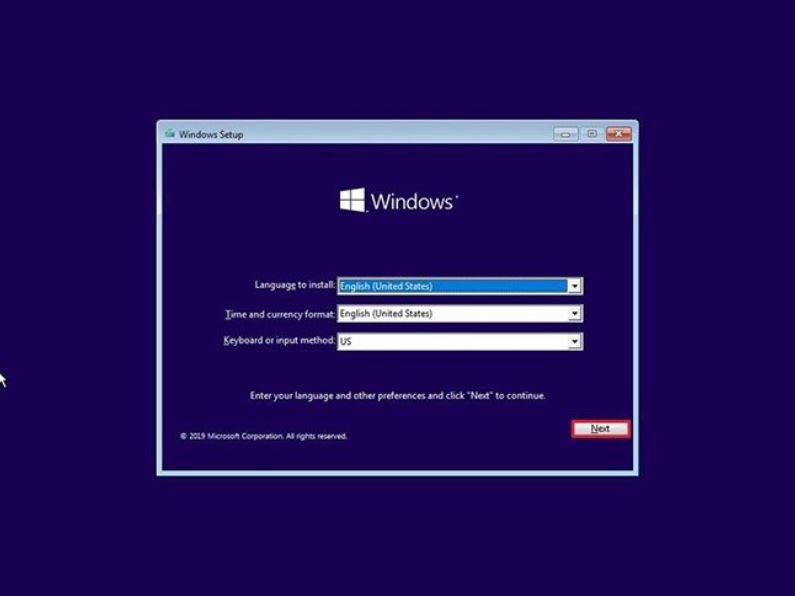 Windows Setup
Windows
Language to install: English (United States)
Time and currency format: English (United States)
Keyboard or input method: US
Enter your language and other preferences and click "Next" to continue.
© 2019 Microsoft Corporation. All rights reserved.
Next